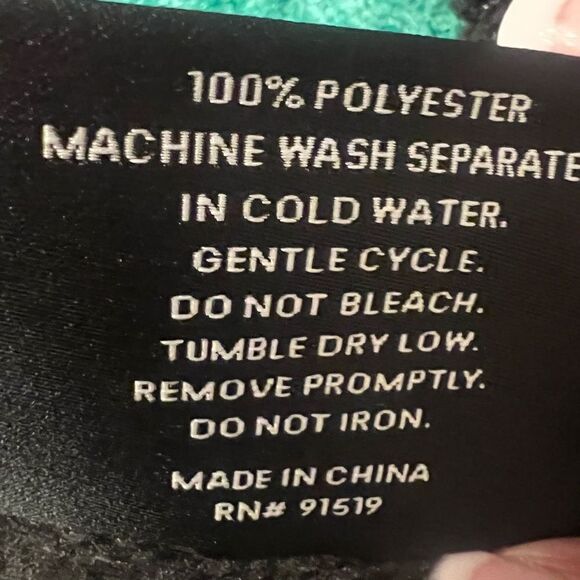 100% POLYESTER
MACHINE WASH SEPARATE
IN COLD WATER.
GENTLE CYCLE.
DO NOT BLEACH.
TUMBLE DRY LOW.
REMOVE PROMPTLY.
DO NOT IRON.
MADE IN CHINA
RN# 91519